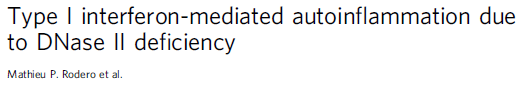 Type I interferon-mediated autoinflammation due
to DNase II deficiency
Mathieu P. Rodero et al.